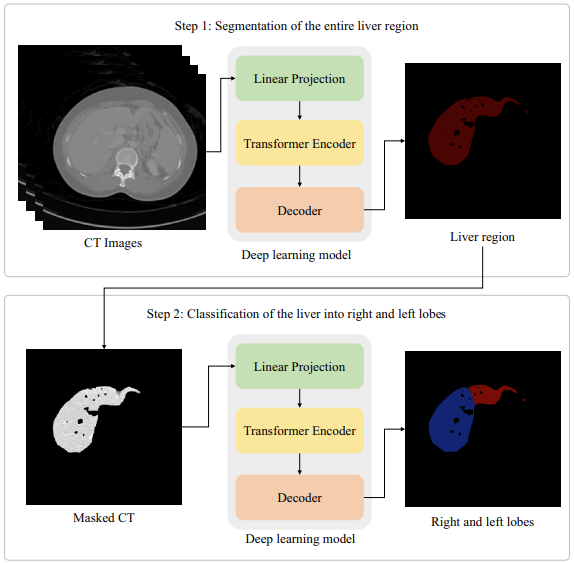 Step 1: Segmentation of the entire liver region
Linear Projection
Transformer Encoder
Decoder
CT Images
Deep learning model
Liver region
Step 2: Classification of the liver into right and left lobes
Linear Projection
Transformer Encoder
Decoder
Masked CT
Deep learning model
Right and left lobes